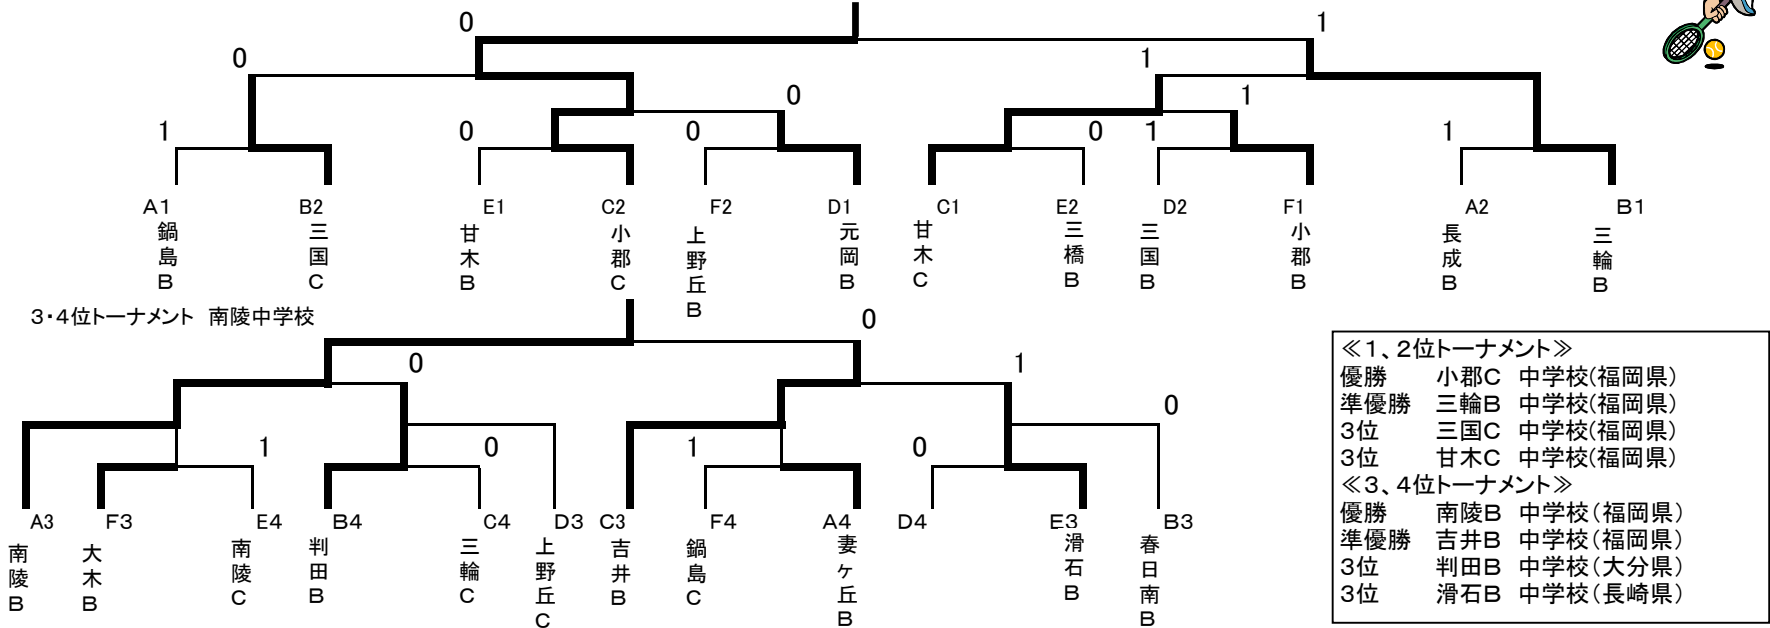 0 1
0 1
0 1
1 0 0 0 1 1
A1 B2 E1 C2 F2 D1 C1 E2 D2 F1 A2 B1
鍋島B
三国C
甘木B
小郡C
上野丘B
元岡B
甘木C
三橋B
三国B
小郡B
長成B
三輪B
3・4位トーナメント 南陵中学校
0
0 1
0
1 0 1 0
A3 F3 E4 B4 C4 D3 C3 F4 A4 D4 E3 B3
南陵B
大木B
南陵C
判田B
三輪C
上野丘C
吉井B
鍋島C
妻ヶ丘B
滑石B
春日南B
≪1、2位トーナメント≫
優勝 小郡C 中学校(福岡県)
準優勝 三輪B 中学校(福岡県)
3位 三国C 中学校(福岡県)
3位 甘木C 中学校(福岡県)
≪3、4位トーナメント≫
優勝 南陵B 中学校(福岡県)
準優勝 吉井B 中学校(福岡県)
3位 判田B 中学校(大分県)
3位 滑石B 中学校(長崎県)